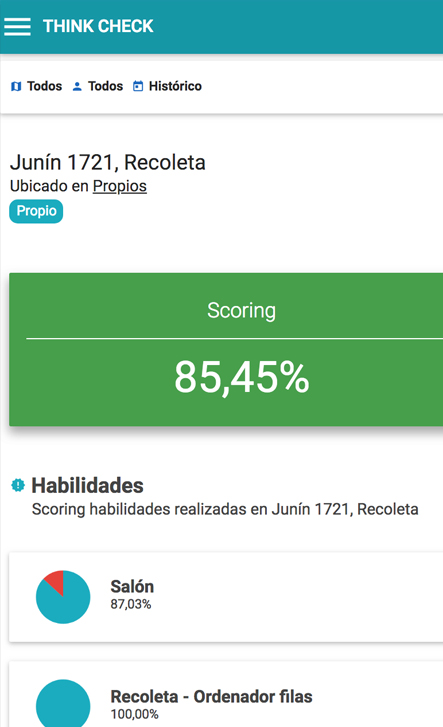 THINK CHECK
Todos Todos Histórico
Junín 1721, Recoleta
Ubicado en Propios
Propio
Scoring
85,45%
Habilidades
Scoring habilidades realizadas en Junín 1721, Recoleta
Salón
87,03%
Recoleta - Ordenador filas
100,00%